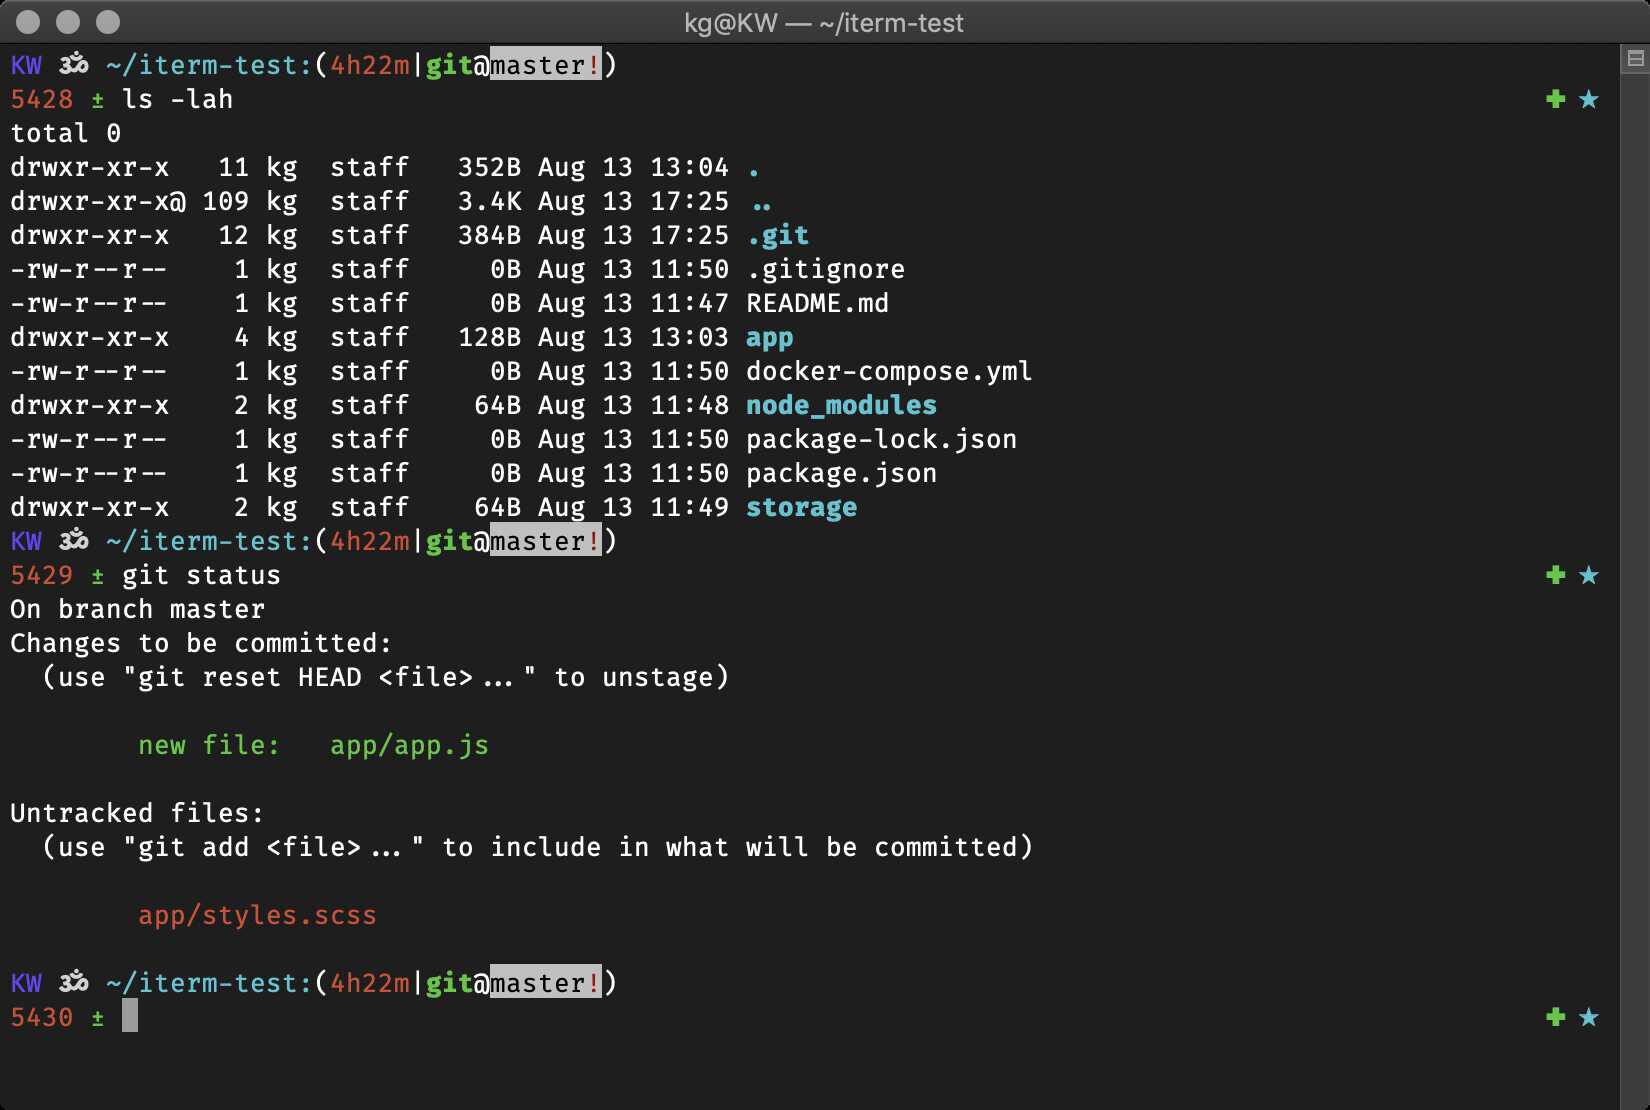 kg@KW — ~/iterm-test
KW ॐ ~/iterm-test:(4h22m|git@master!)
5428 ± ls -lah ✚ ★
total 0
drwxr-xr-x   11 kg  staff   352B Aug 13 13:04 .
drwxr-xr-x@ 109 kg  staff   3.4K Aug 13 17:25 ..
drwxr-xr-x   12 kg  staff   384B Aug 13 17:25 .git
-rw-r--r--    1 kg  staff     0B Aug 13 11:50 .gitignore
-rw-r--r--    1 kg  staff     0B Aug 13 11:47 README.md
drwxr-xr-x    4 kg  staff   128B Aug 13 13:03 app
-rw-r--r--    1 kg  staff     0B Aug 13 11:50 docker-compose.yml
drwxr-xr-x    2 kg  staff    64B Aug 13 11:48 node_modules
-rw-r--r--    1 kg  staff     0B Aug 13 11:50 package-lock.json
-rw-r--r--    1 kg  staff     0B Aug 13 11:50 package.json
drwxr-xr-x    2 kg  staff    64B Aug 13 11:49 storage
KW ॐ ~/iterm-test:(4h22m|git@master!)
5429 ± git status ✚ ★
On branch master
Changes to be committed:
  (use "git reset HEAD <file>..." to unstage)
        new file:   app/app.js
Untracked files:
  (use "git add <file>..." to include in what will be committed)
        app/styles.scss
KW ॐ ~/iterm-test:(4h22m|git@master!)
5430 ± ✚ ★